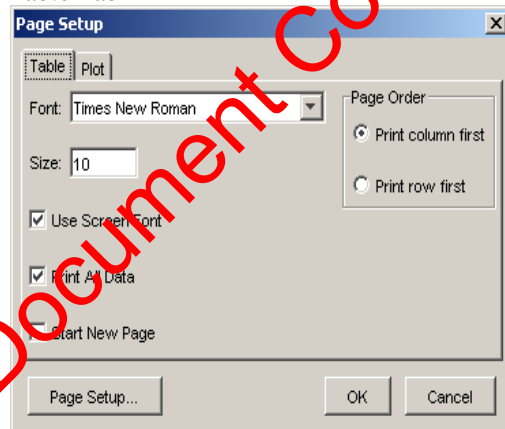 Page Setup
Table Plot
Font: Times New Roman
Size: 10
Page Order
Print column first
Print row first
Use Screen Font
Print All Data
Start New Page
Page Setup...
OK Cancel
Document Co